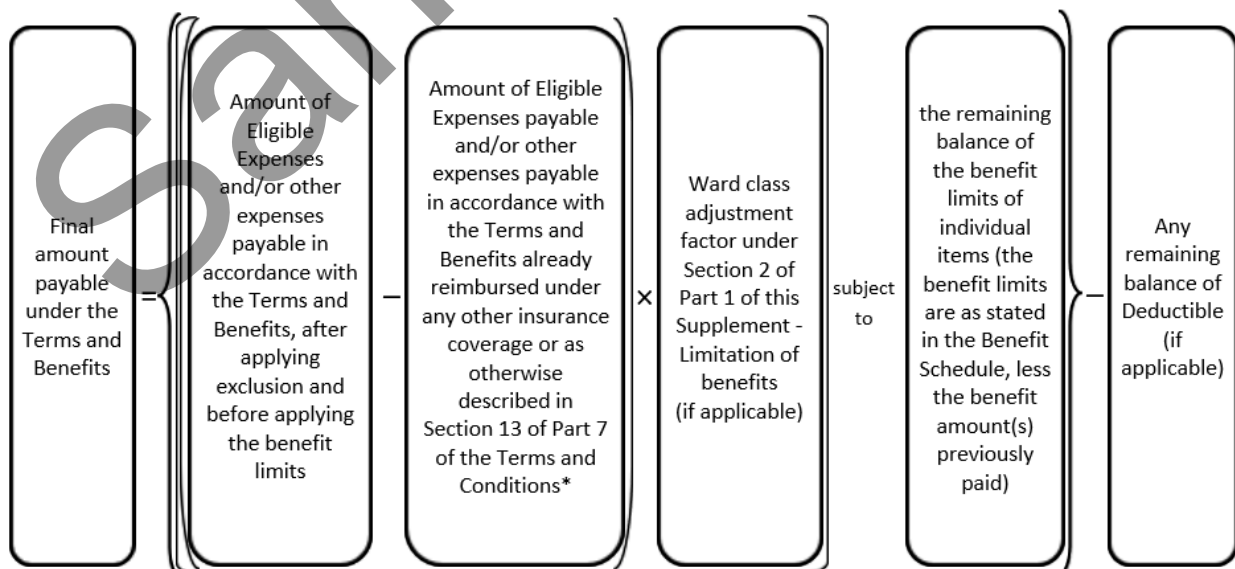 Final
amount
payable
under the
Terms and
Benefits
=
Amount of
Eligible
Expenses
and/or other
expenses
payable in
accordance with
the Terms and
Benefits, after
applying
exclusion and
before applying
the benefit
limits
–
Amount of Eligible
Expenses payable
and/or other
expenses payable
in accordance with
the Terms and
Benefits already
reimbursed under
any other insurance
coverage or as
otherwise
described in
Section 13 of Part 7
of the Terms and
Conditions*
×
Ward class
adjustment
factor under
Section 2 of
Part 1 of this
Supplement -
Limitation of
benefits
(if applicable)
subject
to
the remaining
balance of
the benefit
limits of
individual
items (the
benefit limits
are as stated
in the Benefit
Schedule, less
the benefit
amount(s)
previously
paid)
–
Any
remaining
balance of
Deductible
(if
applicable)